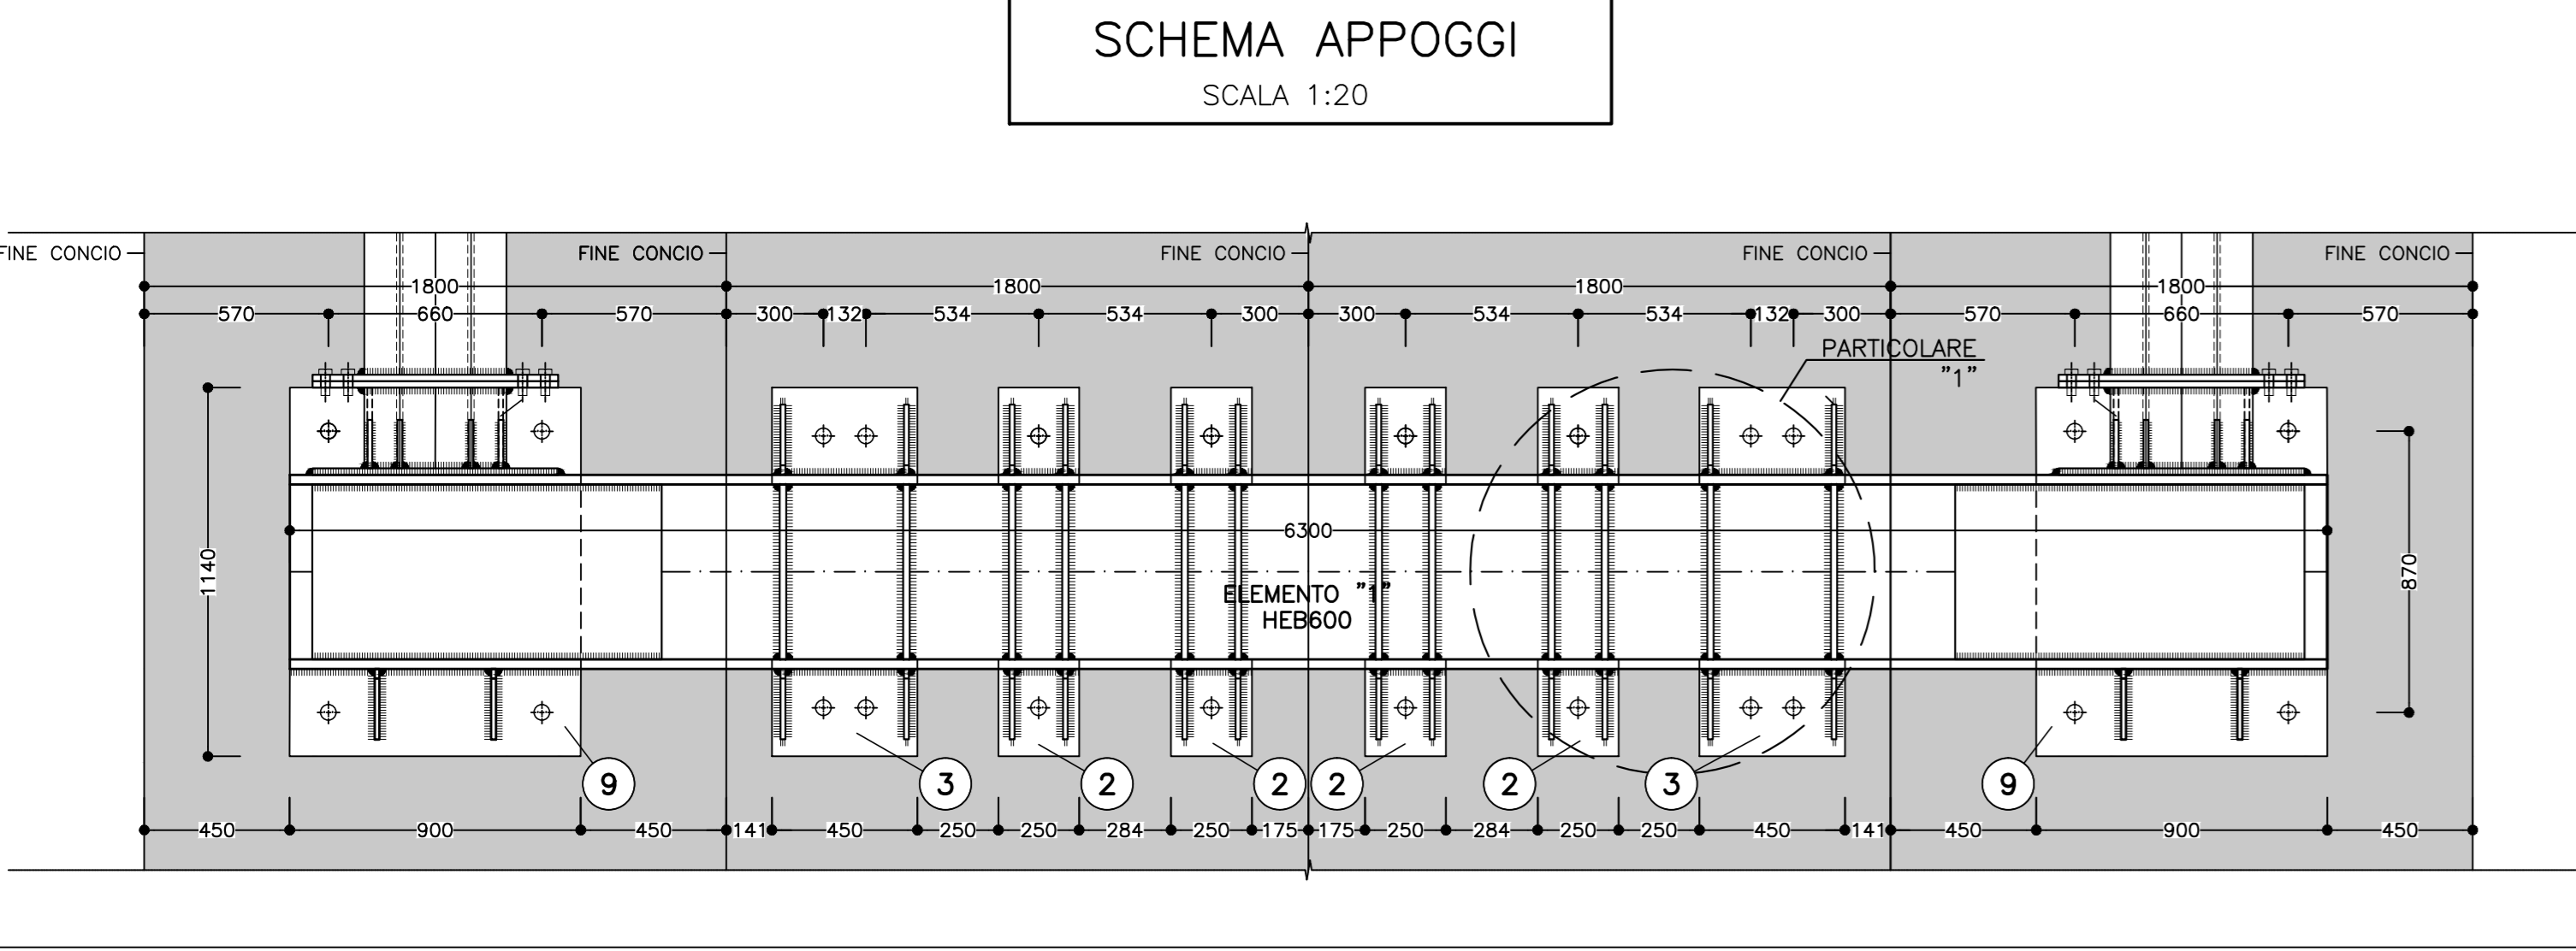 SCHEMA APPOGGI
SCALA 1:20
FINE CONCIO FINE CONCIO FINE CONCIO FINE CONCIO FINE CONCIO
1800 1800 1800 1800
570 660 570 300 132 534 534 300 300 534 534 132 300 570 660 570
PARTICOLARE
"1"
6300
1140 870
ELEMENTO "1"
HEB600
9 3 2 2 2 2 3 9
450 900 450 141 450 250 250 284 250 175 175 250 284 250 250 450 141 450 900 450